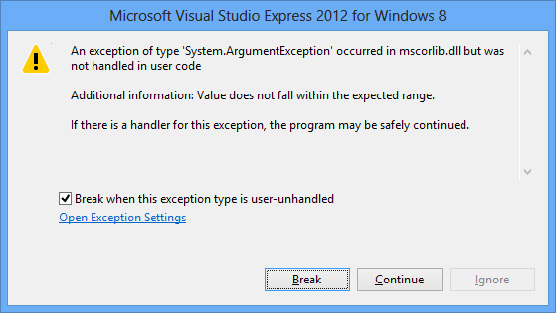 Microsoft Visual Studio Express 2012 for Windows 8
An exception of type 'System.ArgumentException' occurred in mscorlib.dll but was
not handled in user code
Additional information: Value does not fall within the expected range.
If there is a handler for this exception, the program may be safely continued.
Break when this exception type is user-unhandled
Open Exception Settings
Break Continue Ignore